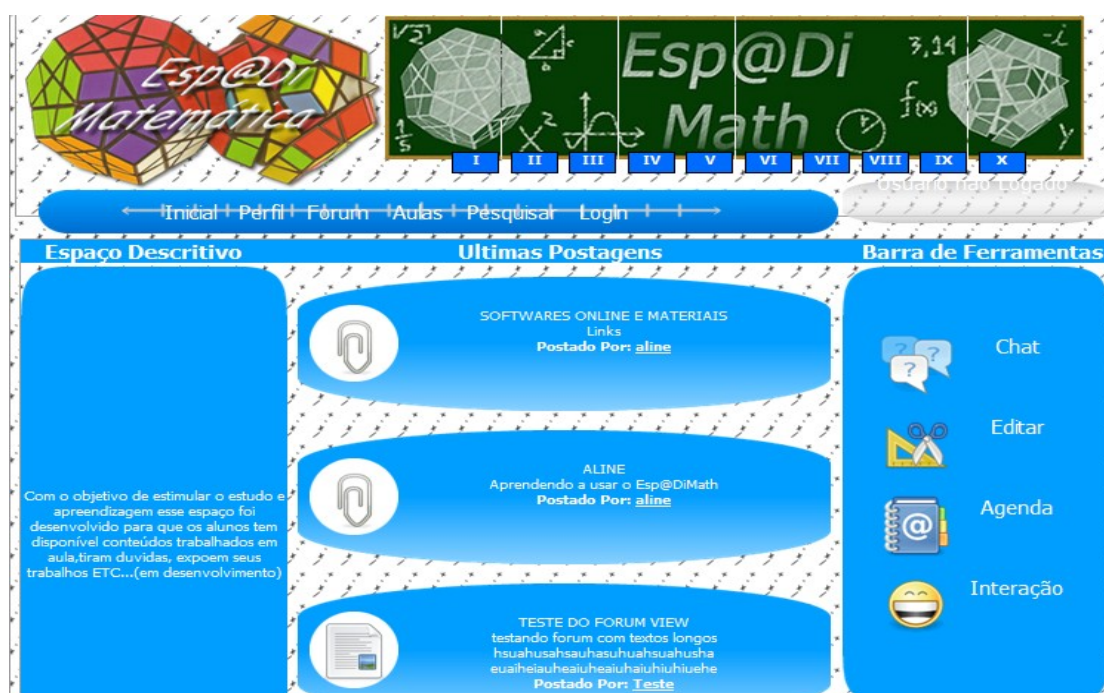 Esp@Di
Matemática
√2
Esp@Di
Math
3,14
-i
a
b
c
1/5
X²
f(x)
y
I II III IV V VI VII VIII IX X
Usuario não Logado
Inicial Perfil Forum Aulas Pesquisar Login
Espaço Descritivo
Ultimas Postagens
Barra de Ferramentas
Com o objetivo de estimular o estudo e
apreendizagem esse espaço foi
desenvolvido para que os alunos tem
disponível conteúdos trabalhados em
aula,tiram duvidas, expoem seus
trabalhos ETC...(em desenvolvimento)
SOFTWARES ONLINE E MATERIAIS
Links
Postado Por: aline
ALINE
Aprendendo a usar o Esp@DiMath
Postado Por: aline
TESTE DO FORUM VIEW
testando forum com textos longos
hsuahusahsauhasuhuahsuahusha
euaiheiauheaiuheaiuhaiuhiuhiuehe
Postado Por: Teste
Chat
Editar
Agenda
Interação